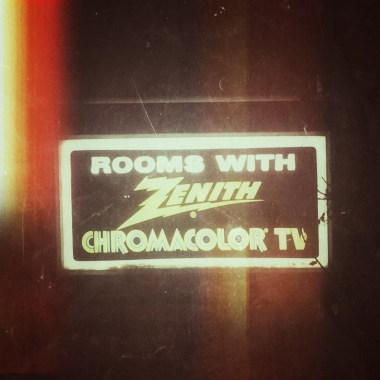 ROOMS WITH
ZENITH
CHROMACOLOR TV